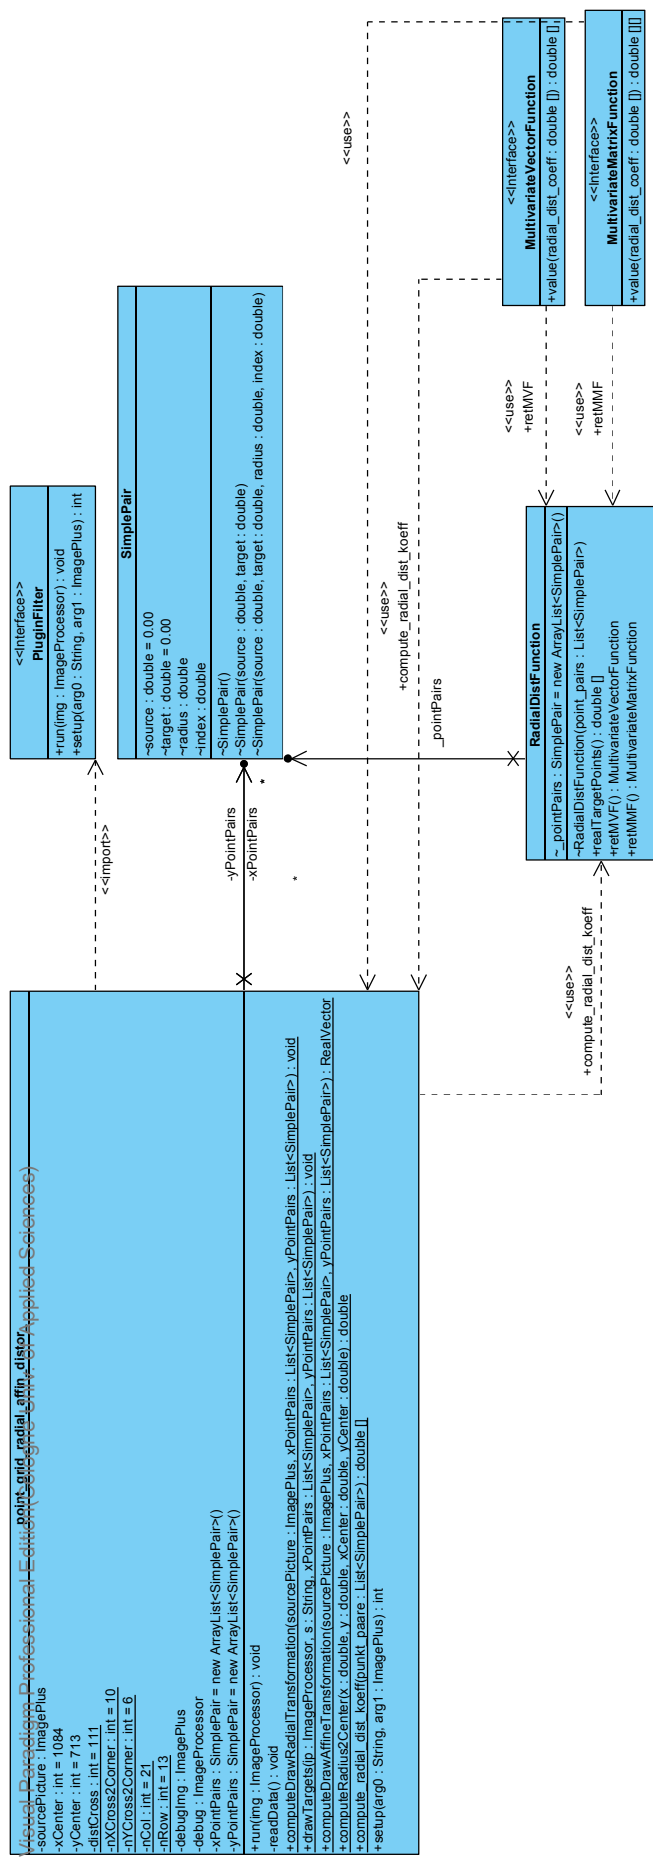 Visual Paradigm Professional Edition(Cologne Univ. of Applied Sciences)
point_grid_radial_affin_distor
-sourcePicture : ImagePlus
-xCenter : int = 1084
-yCenter : int = 713
-distCross : int = 111
-nXCross2Corner : int = 10
-nYCross2Corner : int = 6
-nCol : int = 21
-nRow : int = 13
-debugImg : ImagePlus
-debug : ImageProcessor
-xPointPairs : SimplePair = new ArrayList<SimplePair>()
-yPointPairs : SimplePair = new ArrayList<SimplePair>()
+run(img : ImageProcessor) : void
-readData() : void
+computeDrawRadialTransformation(sourcePicture : ImagePlus, xPointPairs : List<SimplePair>, yPointPairs : List<SimplePair>) : void
+drawTargets(ip : ImageProcessor, s : String, xPointPairs : List<SimplePair>, yPointPairs : List<SimplePair>) : void
+computeDrawAffineTransformation(sourcePicture : ImagePlus, xPointPairs : List<SimplePair>, yPointPairs : List<SimplePair>) : RealVector
+computeRadius2Center(x : double, y : double, xCenter : double, yCenter : double) : double
+compute_radial_dist_koeff(punkt_paare : List<SimplePair>) : double []
+setup(arg0 : String, arg1 : ImagePlus) : int
<<import>>
<<Interface>>
PluginFilter
+run(img : ImageProcessor) : void
+setup(arg0 : String, arg1 : ImagePlus) : int
-yPointPairs
-xPointPairs
*
*
SimplePair
~source : double = 0.00
~target : double = 0.00
~radius : double
~index : double
~SimplePair()
~SimplePair(source : double, target : double)
~SimplePair(source : double, target : double, radius : double, index : double)
<<use>>
<<use>>
+compute_radial_dist_koeff
_pointPairs
<<use>>
+compute_radial_dist_koeff
RadialDistFunction
~_pointPairs : SimplePair = new ArrayList<SimplePair>()
~RadialDistFunction(point_pairs : List<SimplePair>)
+realTargetPoints() : double []
+retMVF() : MultivariateVectorFunction
+retMMF() : MultivariateMatrixFunction
<<use>>
+retMVF
<<use>>
+retMMF
<<Interface>>
MultivariateVectorFunction
+value(radial_dist_coeff : double []) : double []
<<Interface>>
MultivariateMatrixFunction
+value(radial_dist_coeff : double []) : double [][]